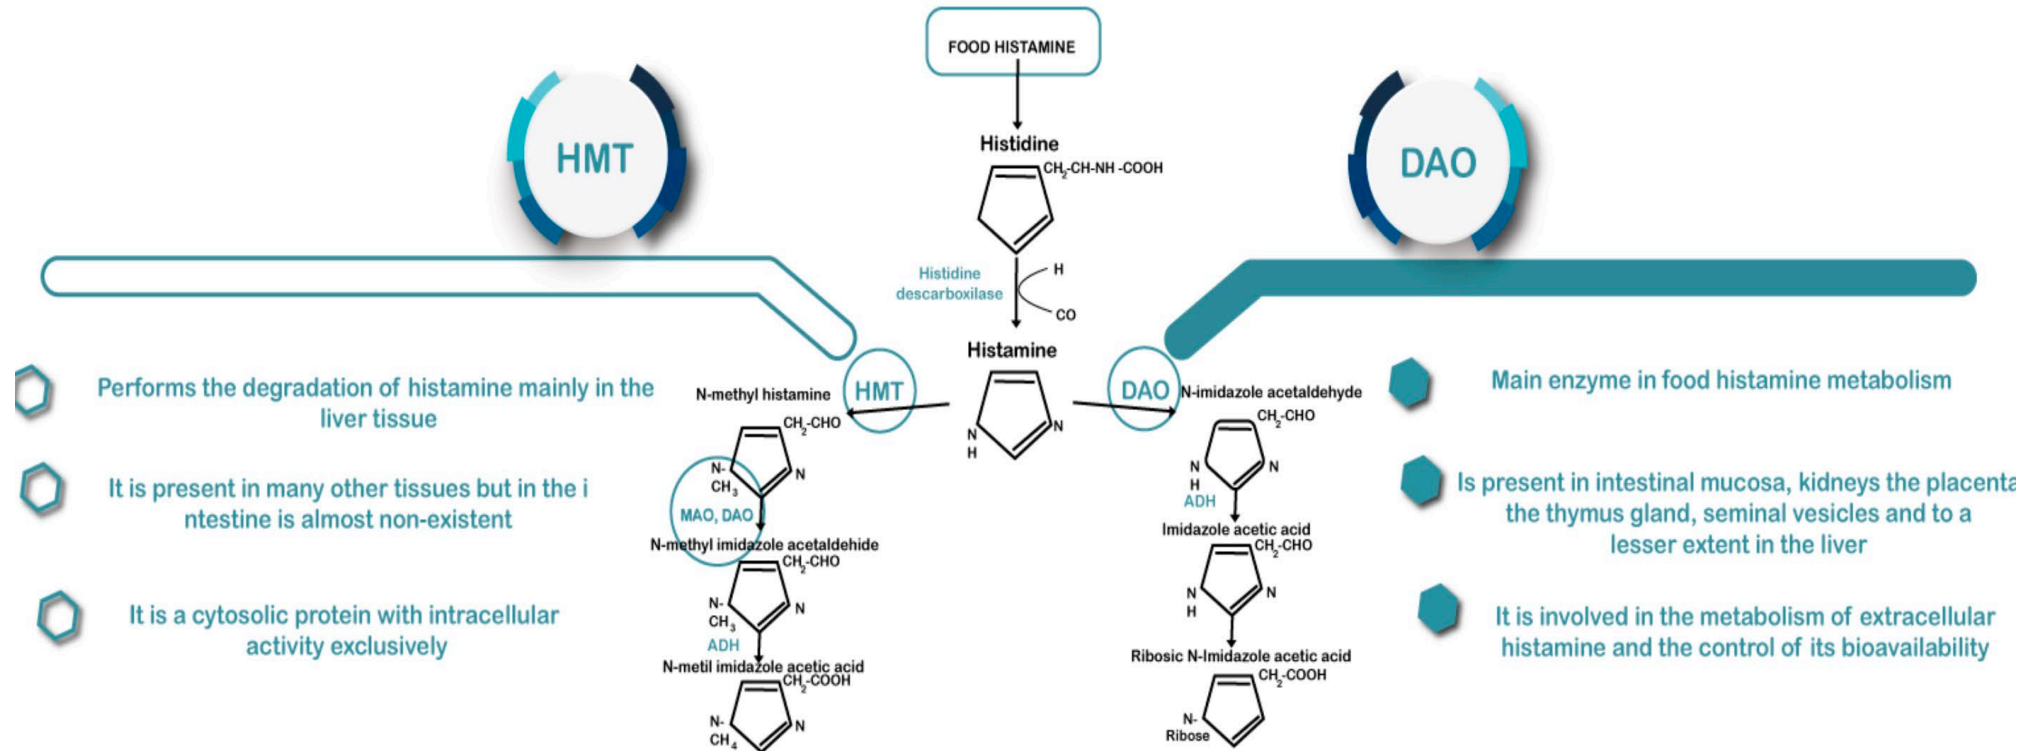 FOOD HISTAMINE
HMT
DAO
Histidine
CH2-CH-NH -COOH
Histidine
descarboxilase
H
CO
Histamine
N
H
N
HMT
DAO
Performs the degradation of histamine mainly in the
liver tissue
It is present in many other tissues but in the i
ntestine is almost non-existent
It is a cytosolic protein with intracellular
activity exclusively
N-methyl histamine
CH2-CHO
N-
CH3
N
MAO, DAO
N-methyl imidazole acetaldehide
CH2-CHO
N-
CH3
N
ADH
N-metil imidazole acetic acid
CH2-COOH
N-
CH4
N
N-imidazole acetaldehyde
CH2-CHO
N
H
N
ADH
Imidazole acetic acid
CH2-CHO
N
H
N
Ribosic N-Imidazole acetic acid
CH2-COOH
N-
Ribose
Main enzyme in food histamine metabolism
Is present in intestinal mucosa, kidneys the placenta
the thymus gland, seminal vesicles and to a
lesser extent in the liver
It is involved in the metabolism of extracellular
histamine and the control of its bioavailability